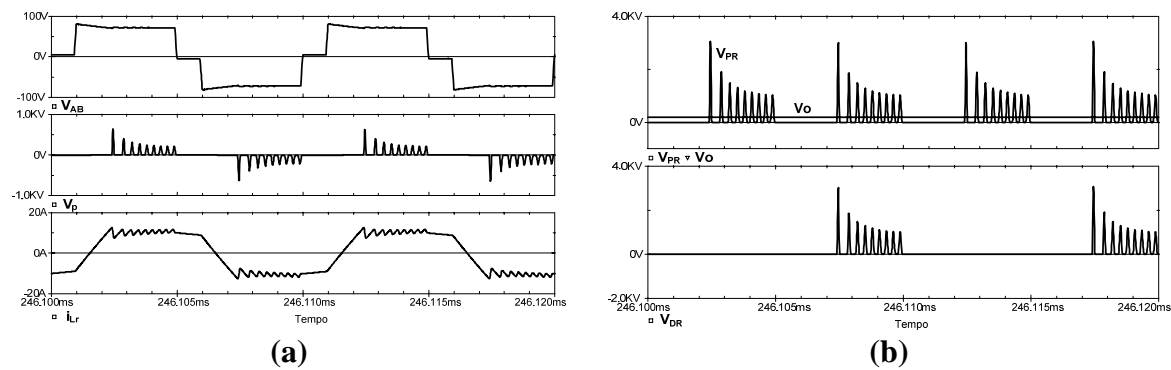 100V
0V
-100V
V_AB
1.0KV
0V
-1.0KV
V_p
20A
0A
-20A
246.100ms 246.105ms 246.110ms 246.115ms 246.120ms
i_Lr Tempo
(a)
4.0KV
V_PR
Vo
0V
V_PR Vo
4.0KV
0V
-2.0KV
246.100ms 246.105ms 246.110ms 246.115ms 246.120ms
V_DR Tempo
(b)